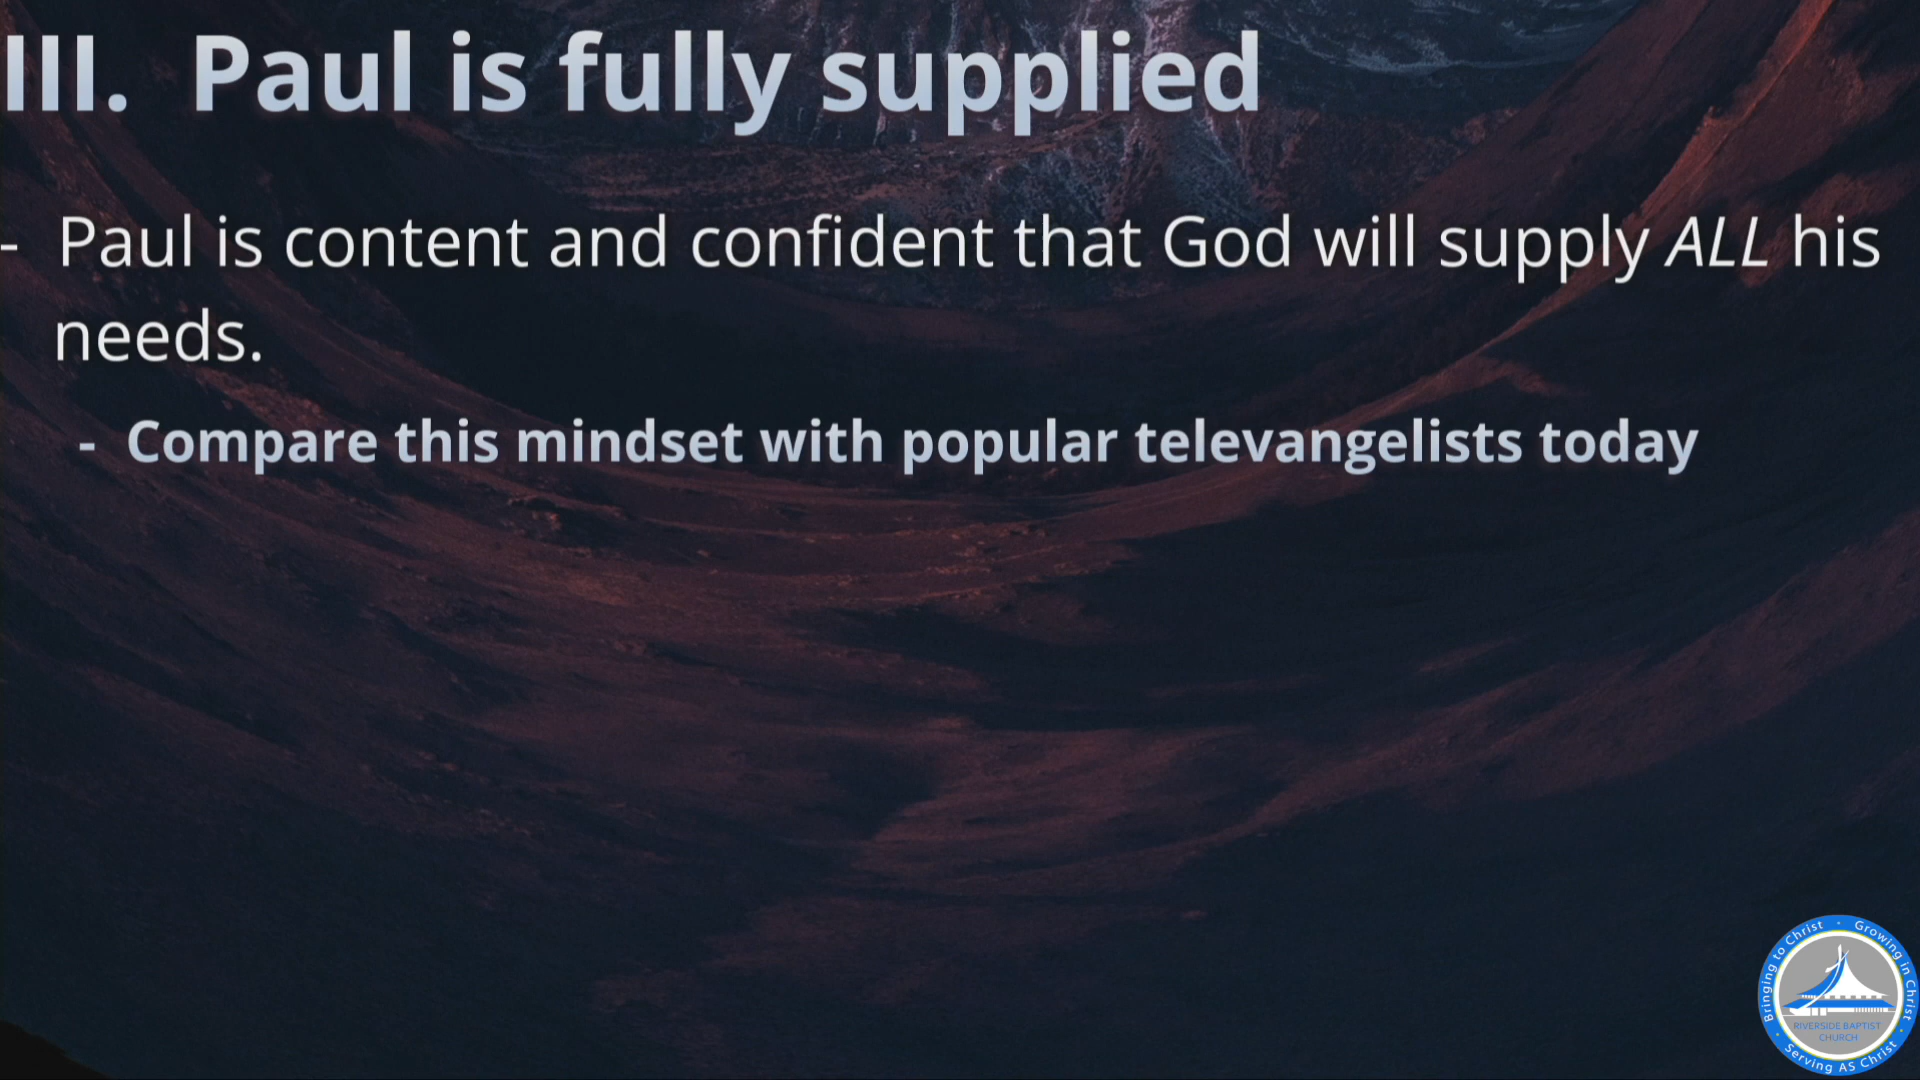 III. Paul is fully supplied
- Paul is content and confident that God will supply ALL his
needs.
- Compare this mindset with popular televangelists today
Bringing to Christ · Growing in Christ · Serving AS Christ ·
RIVERSIDE BAPTIST
CHURCH